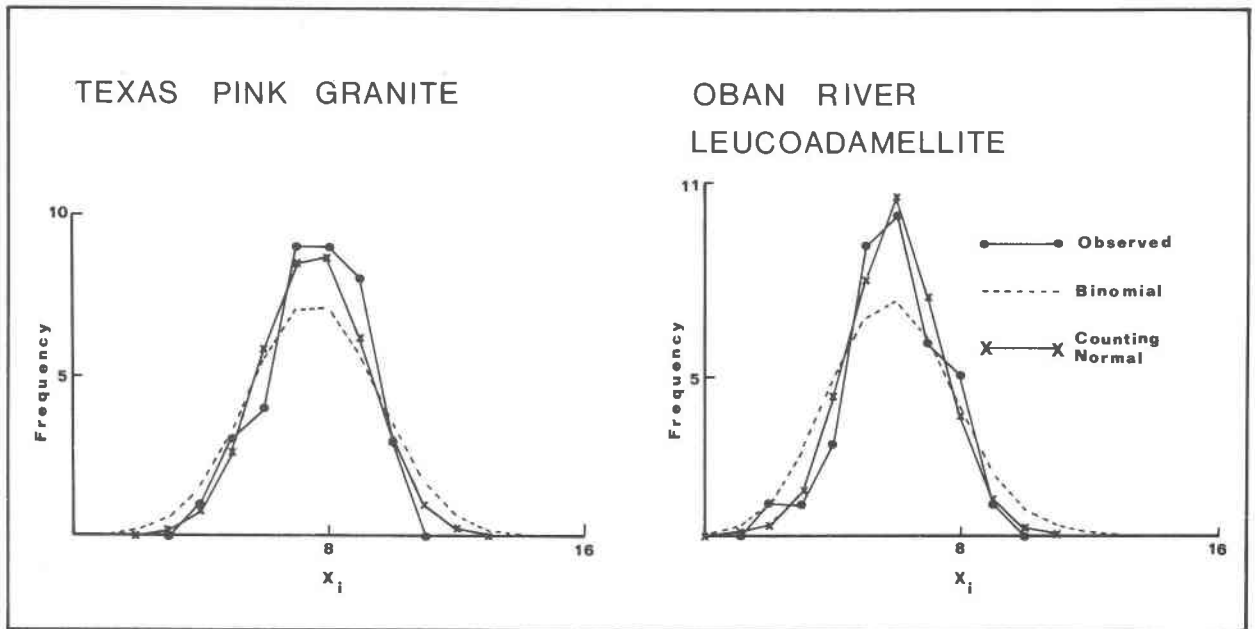 TEXAS PINK GRANITE
10
5
Frequency
8
16
Xi
OBAN RIVER
LEUCOADAMELLITE
11
5
Frequency
8
16
Xi
Observed
Binomial
Counting
Normal